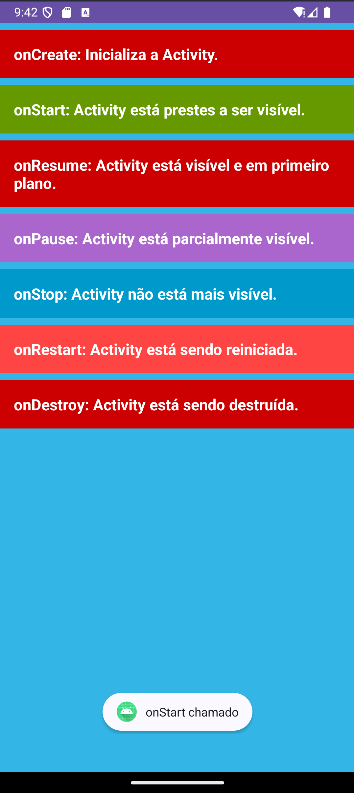 9:42
onCreate: Inicializa a Activity.
onStart: Activity está prestes a ser visível.
onResume: Activity está visível e em primeiro
plano.
onPause: Activity está parcialmente visível.
onStop: Activity não está mais visível.
onRestart: Activity está sendo reiniciada.
onDestroy: Activity está sendo destruída.
onStart chamado